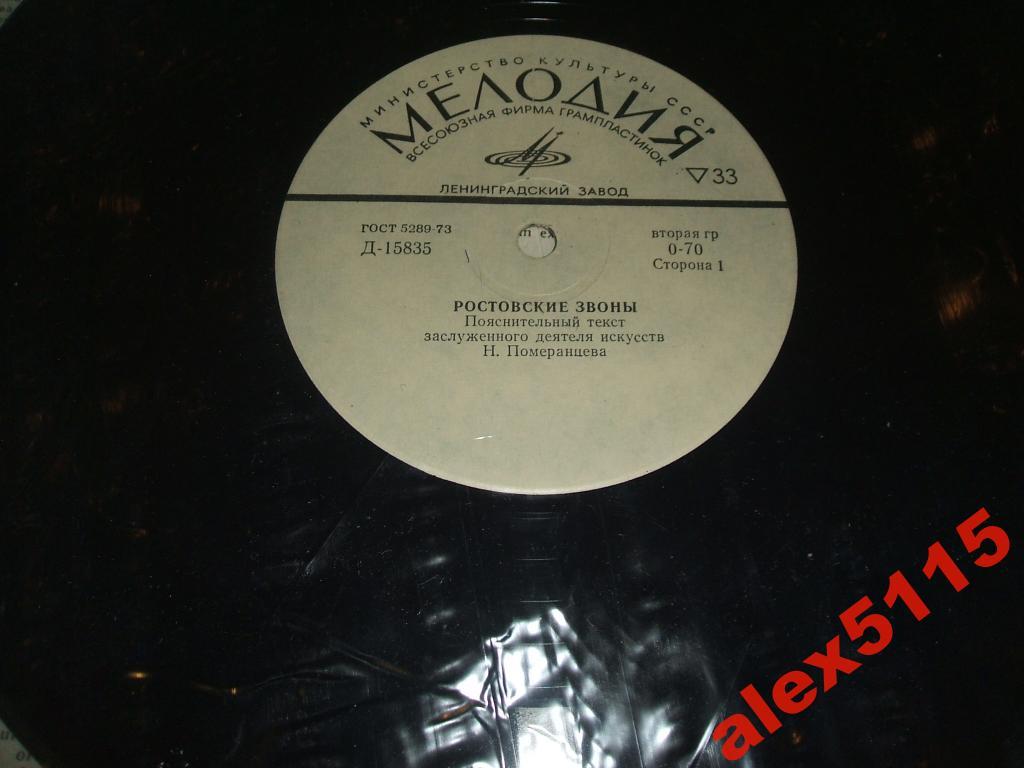 МИНИСТЕРСТВО КУЛЬТУРЫ СССР
МЕЛОДИЯ
ВСЕСОЮЗНАЯ ФИРМА ГРАМПЛАСТИНОК
33
ЛЕНИНГРАДСКИЙ ЗАВОД
ГОСТ 5289-73
Д-15835
вторая гр
0-70
Сторона 1
РОСТОВСКИЕ ЗВОНЫ
Пояснительный текст
заслуженного деятеля искусств
Н. Померанцева
alex5115